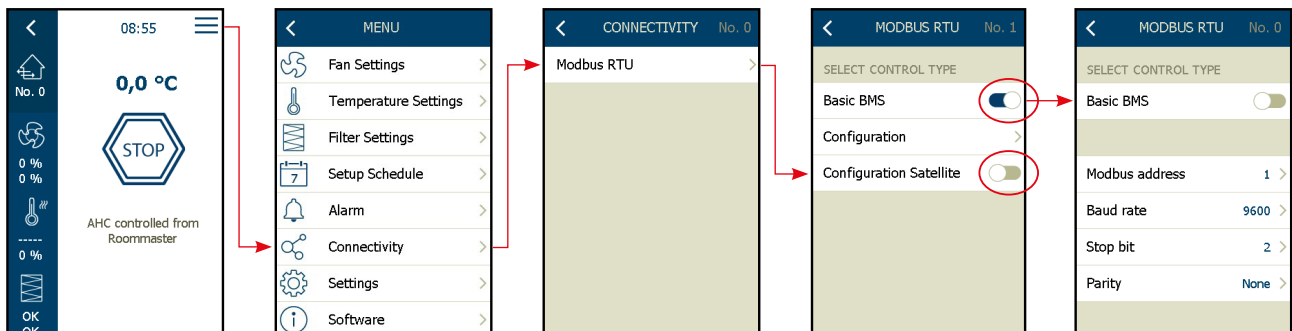 08:55
No. 0
0,0 °C
STOP
0 %
0 %
AHC controlled from
Roommaster
-----
0 %
OK
OK
MENU
Fan Settings
Temperature Settings
Filter Settings
7
Setup Schedule
Alarm
Connectivity
Settings
Software
CONNECTIVITY No. 0
Modbus RTU
MODBUS RTU No. 1
SELECT CONTROL TYPE
Basic BMS
Configuration
Configuration Satellite
MODBUS RTU No. 0
SELECT CONTROL TYPE
Basic BMS
Modbus address 1
Baud rate 9600
Stop bit 2
Parity None